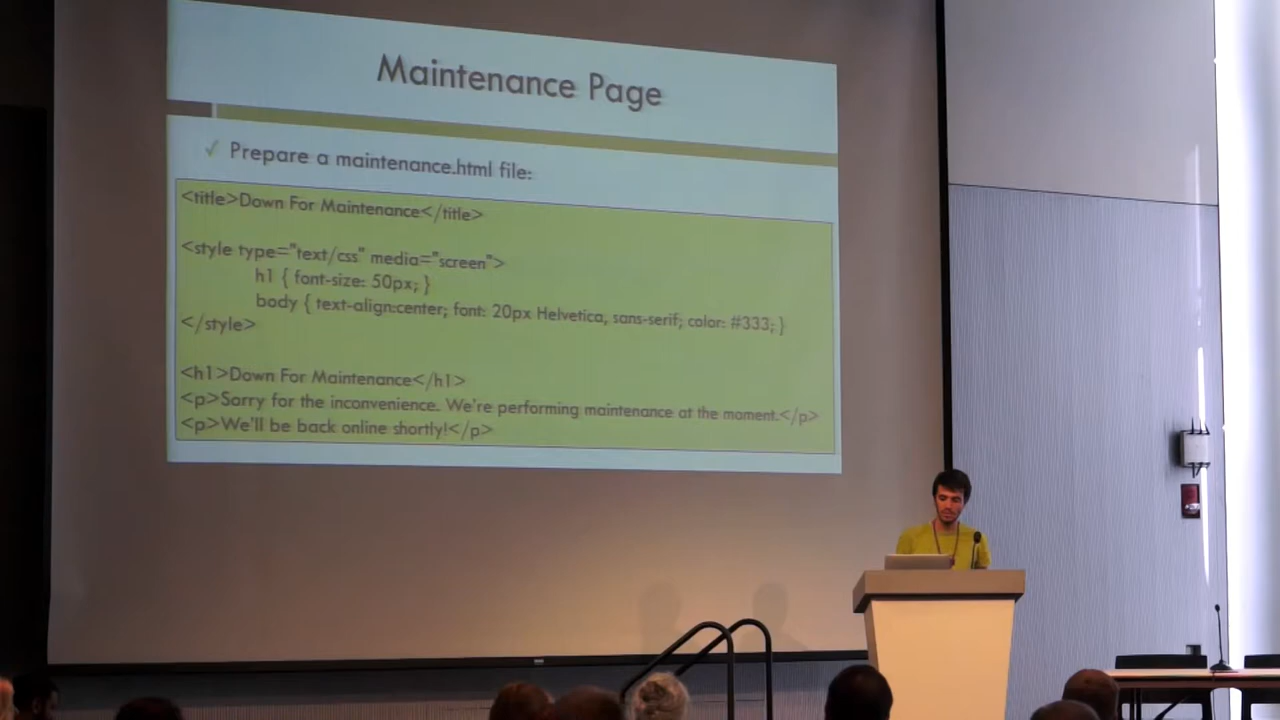 Maintenance Page
✓ Prepare a maintenance.html file:
<title>Down For Maintenance</title>
<style type="text/css" media="screen">
h1 { font-size: 50px; }
body { text-align:center; font: 20px Helvetica, sans-serif; color: #333; }
</style>
<h1>Down For Maintenance</h1>
<p>Sorry for the inconvenience. We're performing maintenance at the moment.</p>
<p>We'll be back online shortly!</p>